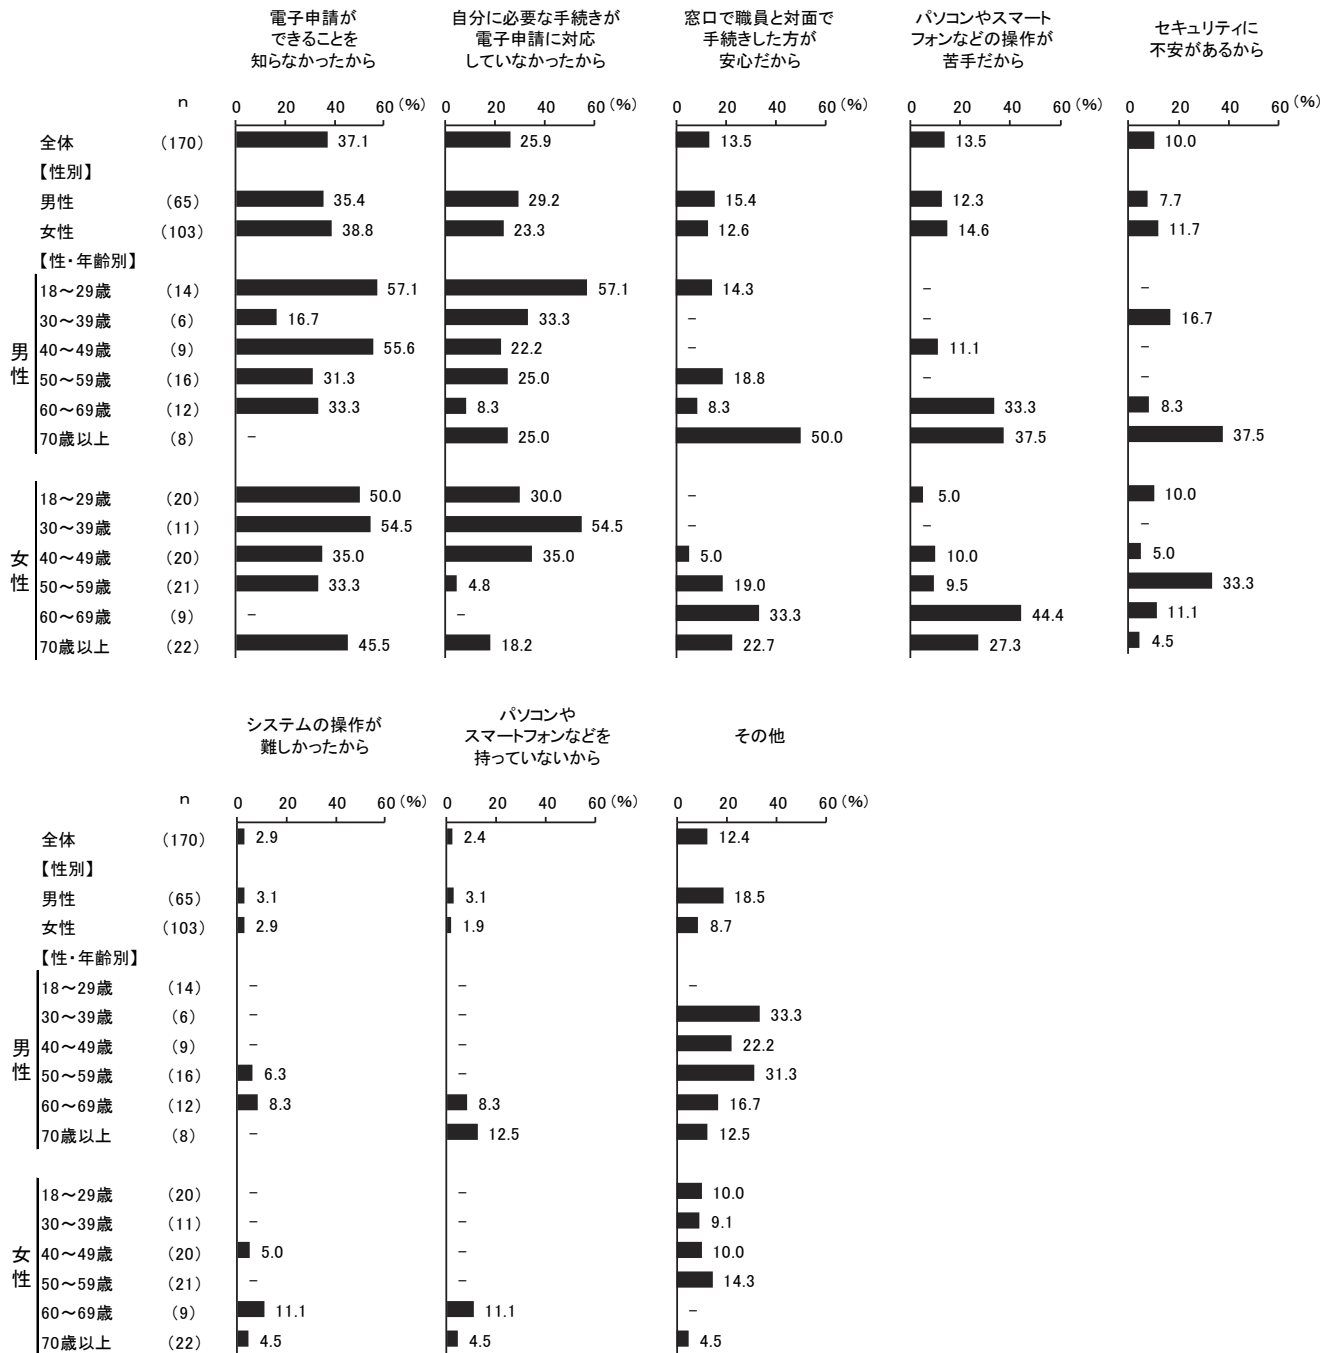 電子申請が
できることを
知らなかったから
自分に必要な手続きが
電子申請に対応
していなかったから
窓口で職員と対面で
手続きした方が
安心だから
パソコンやスマート
フォンなどの操作が
苦手だから
セキュリティに
不安があるから
n 0 20 40 60 (%) 0 20 40 60 (%) 0 20 40 60 (%) 0 20 40 60 (%) 0 20 40 60 (%)
全体 (170) 37.1 25.9 13.5 13.5 10.0
【性別】
男性 (65) 35.4 29.2 15.4 12.3 7.7
女性 (103) 38.8 23.3 12.6 14.6 11.7
【性・年齢別】
男性
18～29歳 (14) 57.1 57.1 14.3 － －
30～39歳 (6) 16.7 33.3 － － 16.7
40～49歳 (9) 55.6 22.2 － 11.1 －
50～59歳 (16) 31.3 25.0 18.8 － －
60～69歳 (12) 33.3 8.3 8.3 33.3 8.3
70歳以上 (8) － 25.0 50.0 37.5 37.5
女性
18～29歳 (20) 50.0 30.0 － 5.0 10.0
30～39歳 (11) 54.5 54.5 － － －
40～49歳 (20) 35.0 35.0 5.0 10.0 5.0
50～59歳 (21) 33.3 4.8 19.0 9.5 33.3
60～69歳 (9) － － 33.3 44.4 11.1
70歳以上 (22) 45.5 18.2 22.7 27.3 4.5
システムの操作が
難しかったから
パソコンや
スマートフォンなどを
持っていないから
その他
n 0 20 40 60 (%) 0 20 40 60 (%) 0 20 40 60 (%)
全体 (170) 2.9 2.4 12.4
【性別】
男性 (65) 3.1 3.1 18.5
女性 (103) 2.9 1.9 8.7
【性・年齢別】
男性
18～29歳 (14) － － －
30～39歳 (6) － － 33.3
40～49歳 (9) － － 22.2
50～59歳 (16) 6.3 － 31.3
60～69歳 (12) 8.3 8.3 16.7
70歳以上 (8) － 12.5 12.5
女性
18～29歳 (20) － － 10.0
30～39歳 (11) － － 9.1
40～49歳 (20) 5.0 － 10.0
50～59歳 (21) － － 14.3
60～69歳 (9) 11.1 11.1 －
70歳以上 (22) 4.5 4.5 4.5